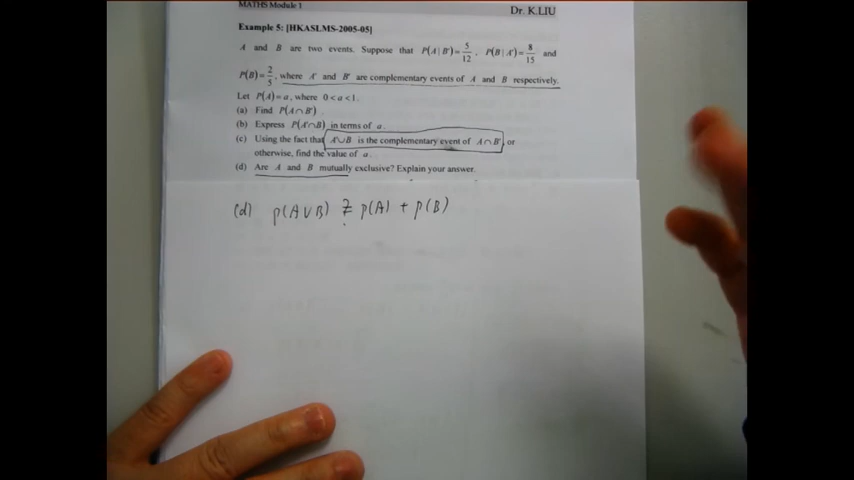 MATHS Module 1
Dr. K.LIU
Example 5: [HKASLMS-2005-05]
A and B are two events. Suppose that P(A | B') = 5/12 , P(B | A') = 8/15 and
P(B) = 2/5 , where A' and B' are complementary events of A and B respectively.
Let P(A) = a , where 0 < a < 1 .
(a) Find P(A ∩ B') .
(b) Express P(A' ∩ B) in terms of a .
(c) Using the fact that A' ∪ B is the complementary event of A ∩ B' , or
otherwise, find the value of a .
(d) Are A and B mutually exclusive? Explain your answer.
(d) P(A∪B) ≟ P(A) + P(B)